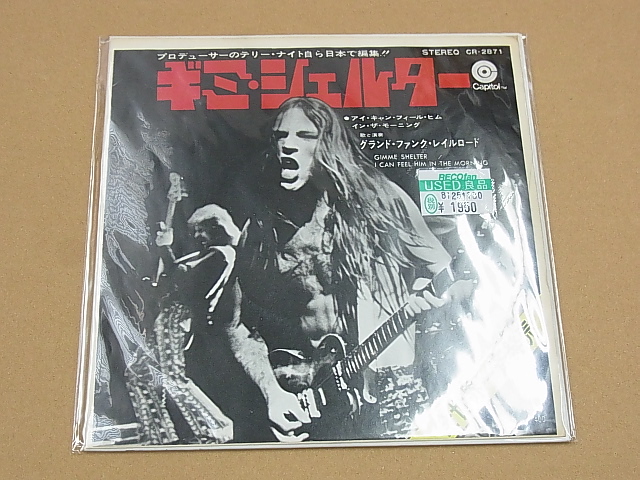 プロデューサーのテリー・ナイト自ら日本で編集!!
STEREO CR-2871
ギミ・シェルター
Capitol
●アイ・キャン・フィール・ヒム
イン・ザ・モーニング
歌と演奏
グランド・ファンク・レイルロード
GIMME SHELTER
I CAN FEEL HIM IN THE MORNING
RECOfan
USED 良品
税別
¥ 1950